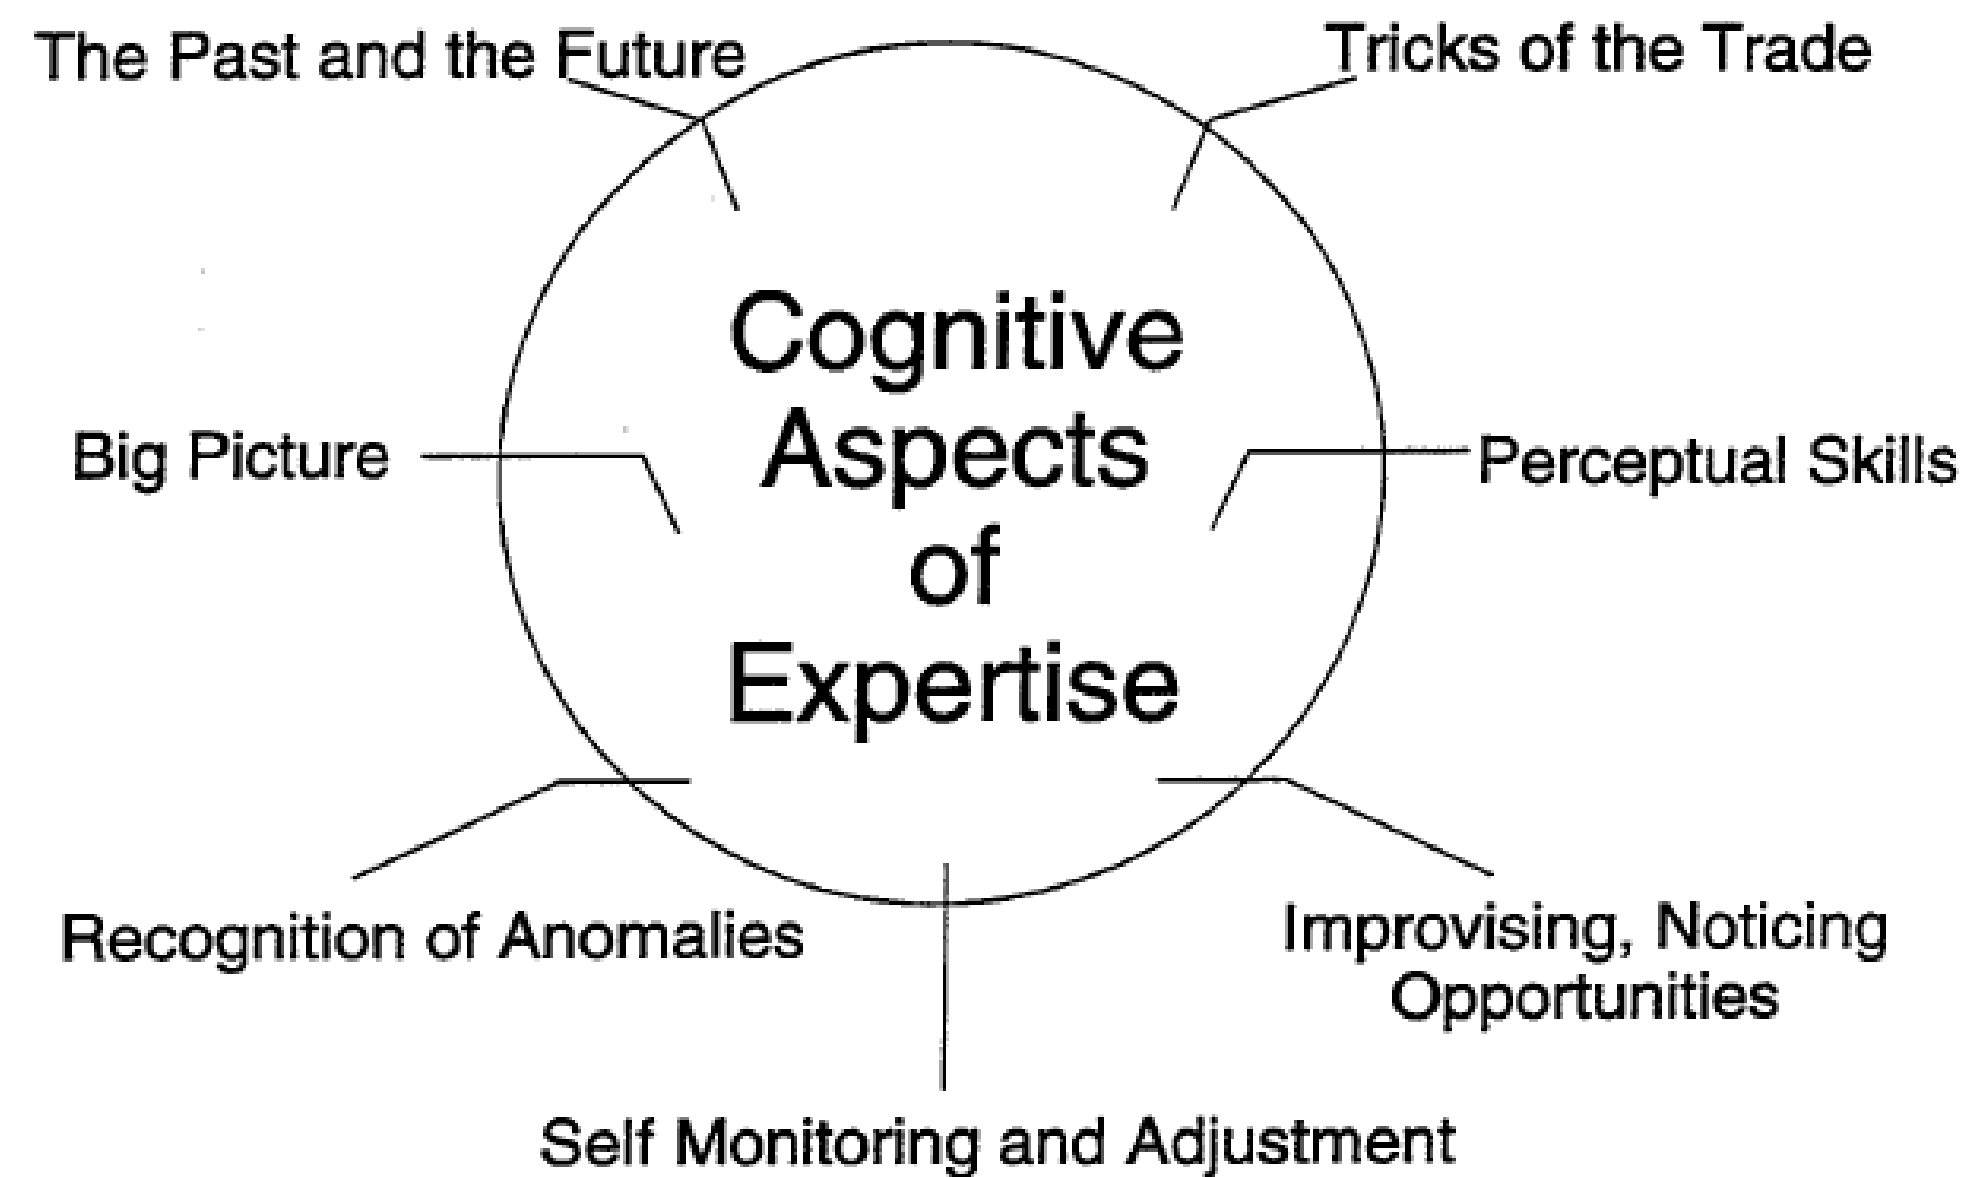 The Past and the Future
Tricks of the Trade
Cognitive
Aspects
of
Expertise
Big Picture
Perceptual Skills
Recognition of Anomalies
Improvising, Noticing
Opportunities
Self Monitoring and Adjustment